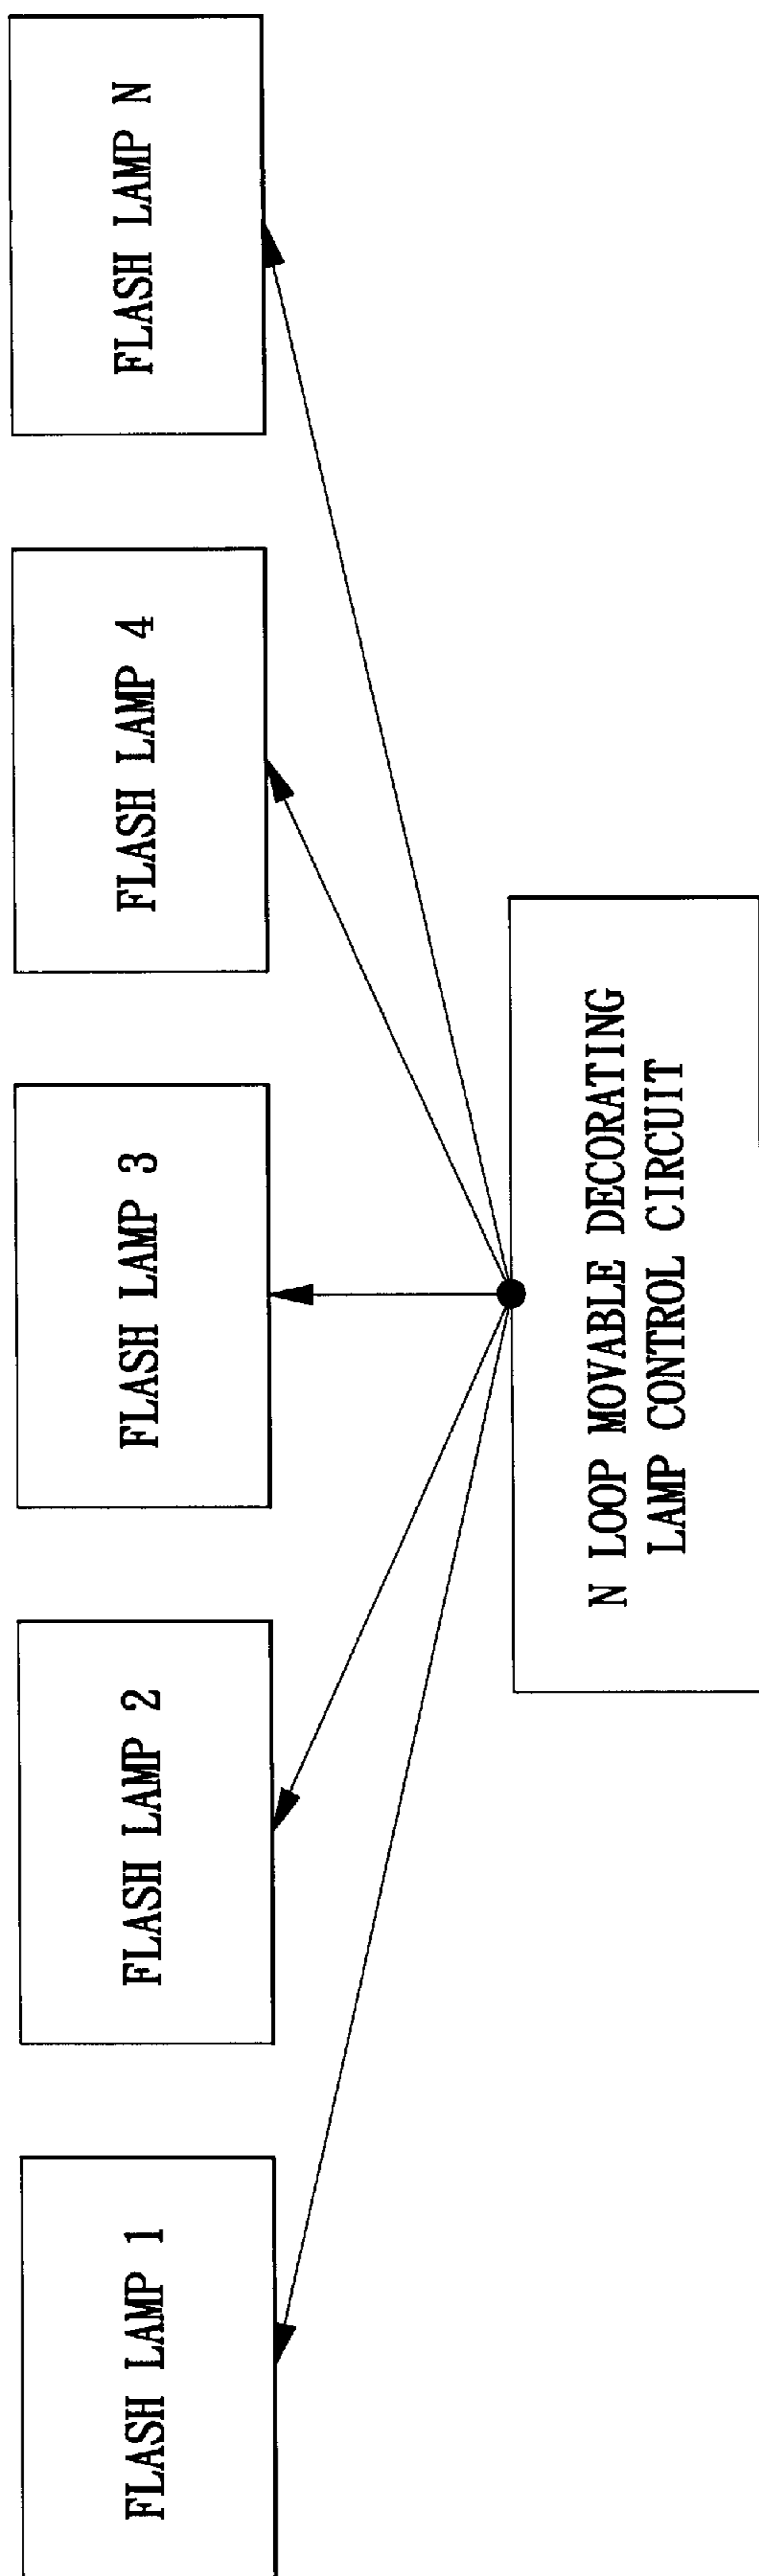 FLASH LAMP 1
FLASH LAMP 2
FLASH LAMP 3
FLASH LAMP 4
FLASH LAMP N
N LOOP MOVABLE DECORATING
LAMP CONTROL CIRCUIT